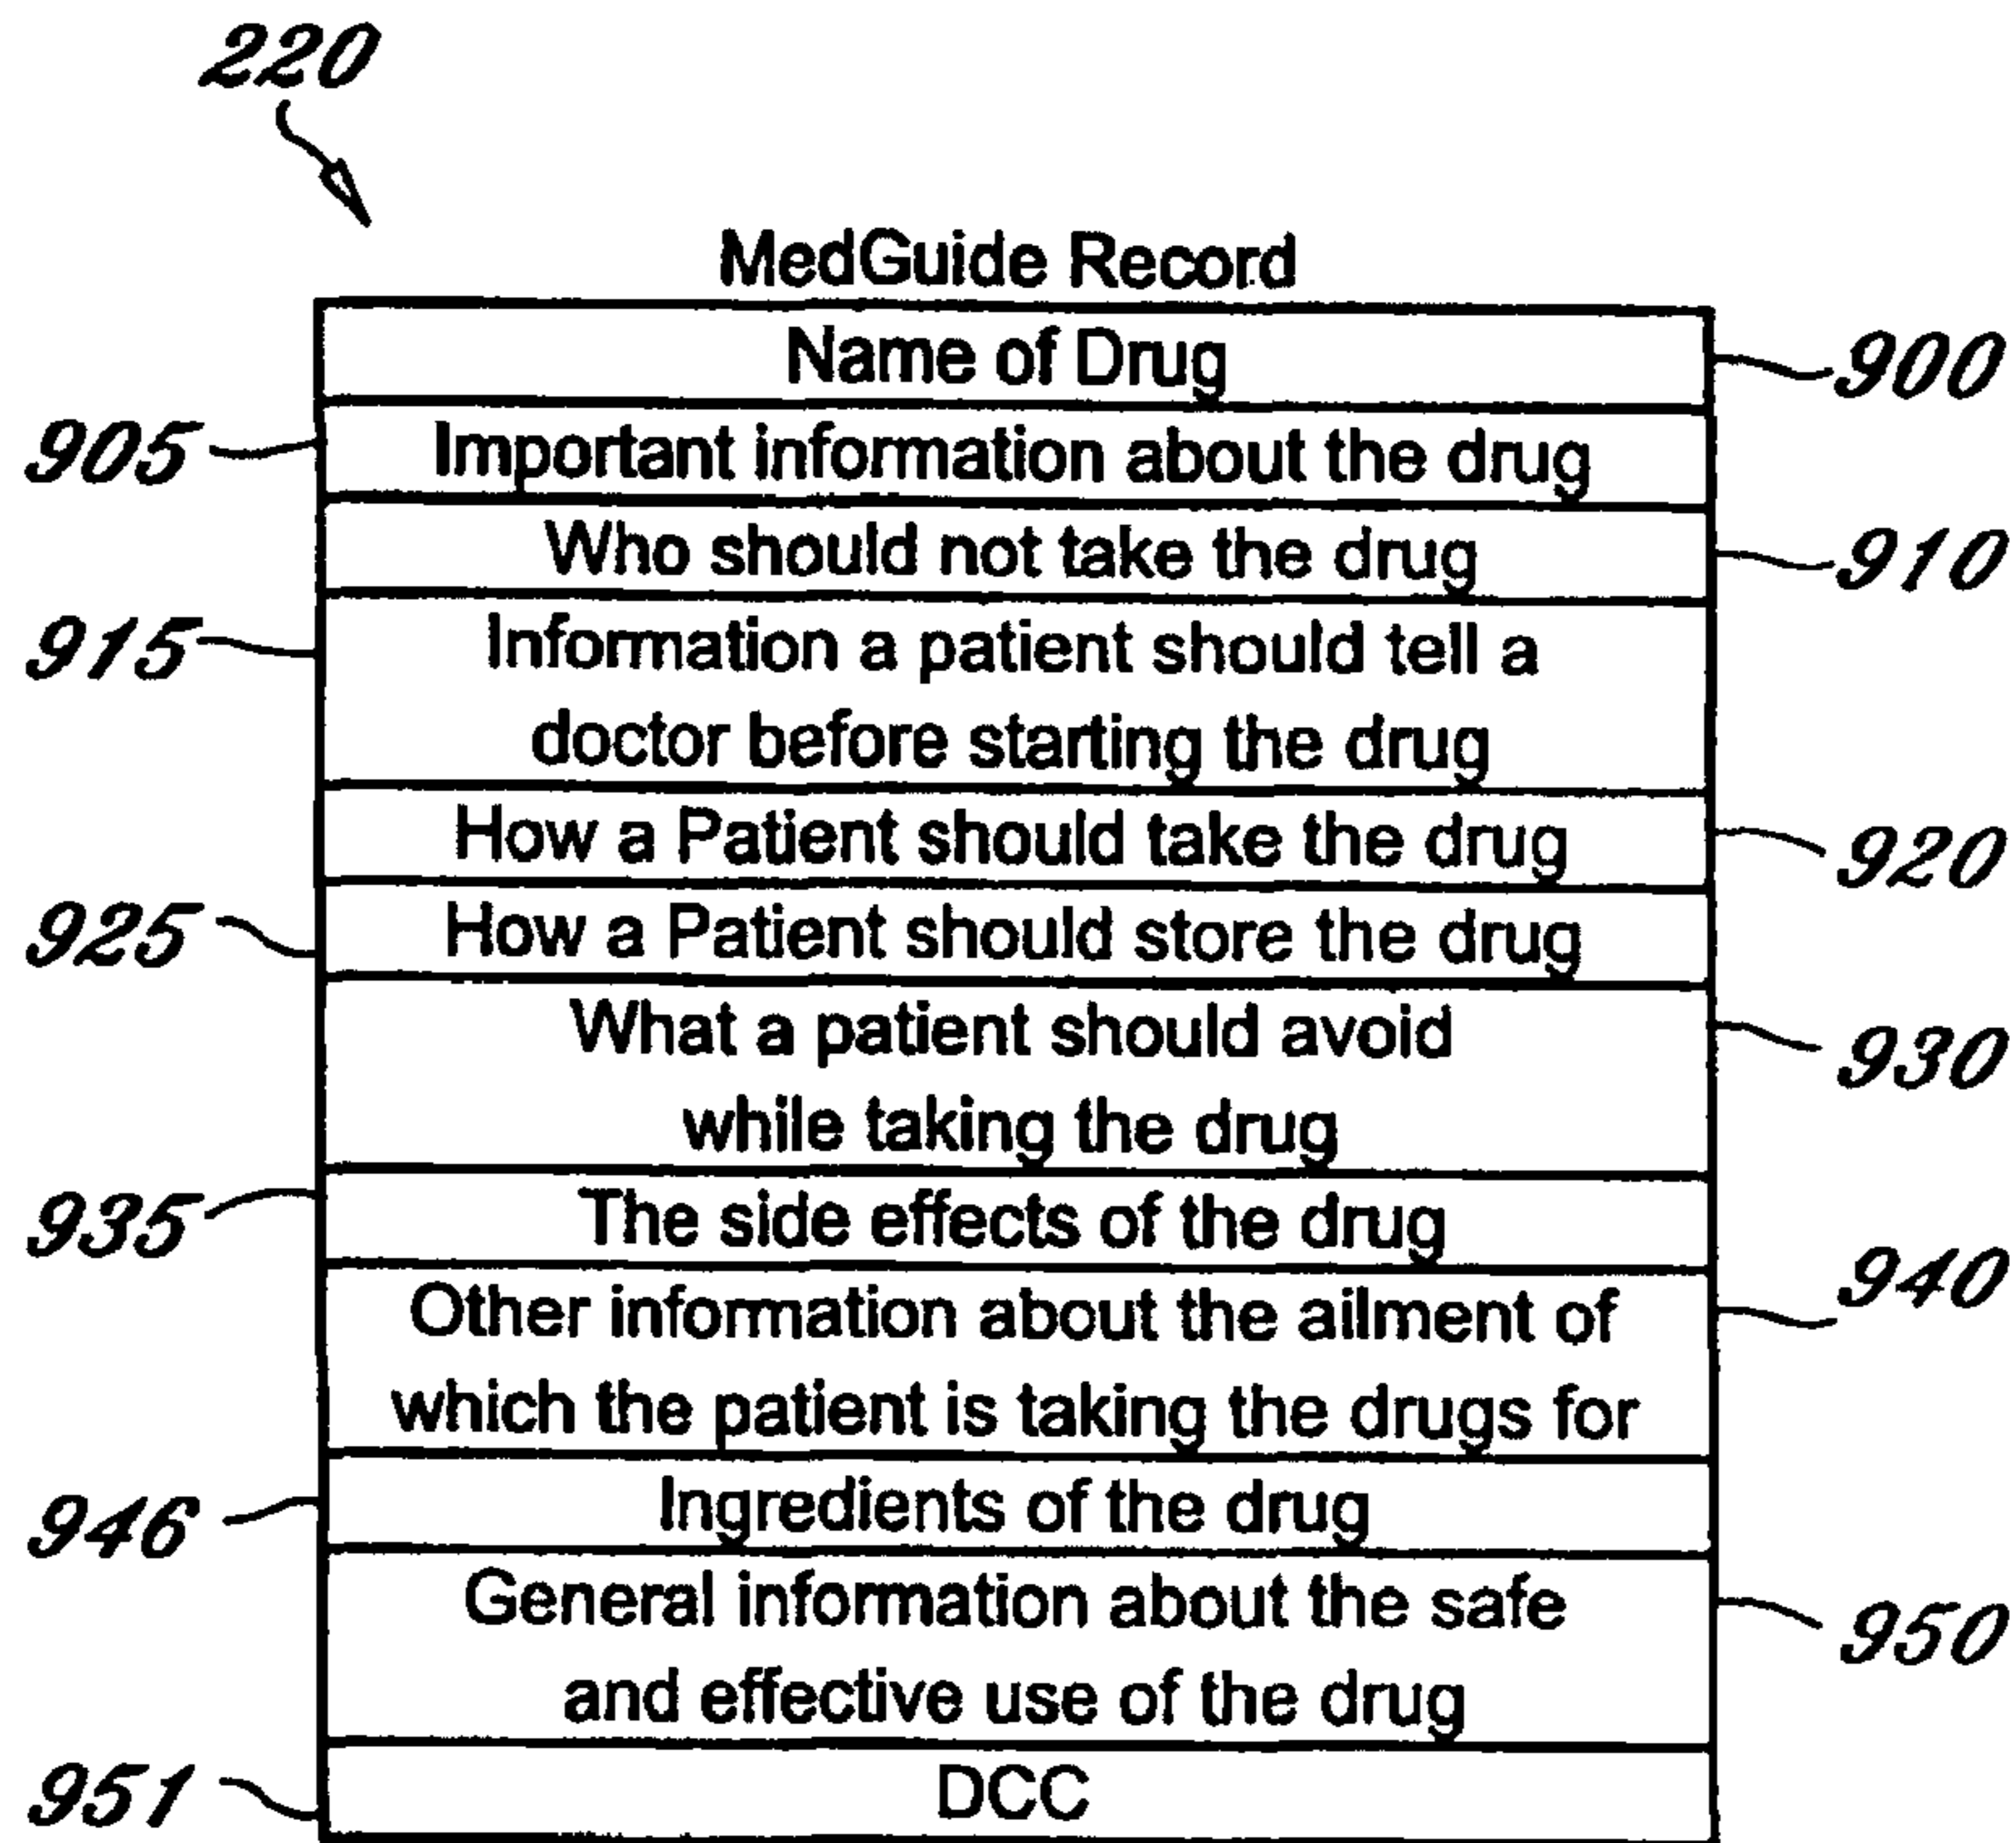 220
MedGuide Record
Name of Drug
900
905
Important information about the drug
Who should not take the drug
910
915
Information a patient should tell a
doctor before starting the drug
How a Patient should take the drug
920
925
How a Patient should store the drug
What a patient should avoid
930
while taking the drug
935
The side effects of the drug
940
Other information about the ailment of
which the patient is taking the drugs for
946
Ingredients of the drug
General information about the safe
950
and effective use of the drug
951
DCC